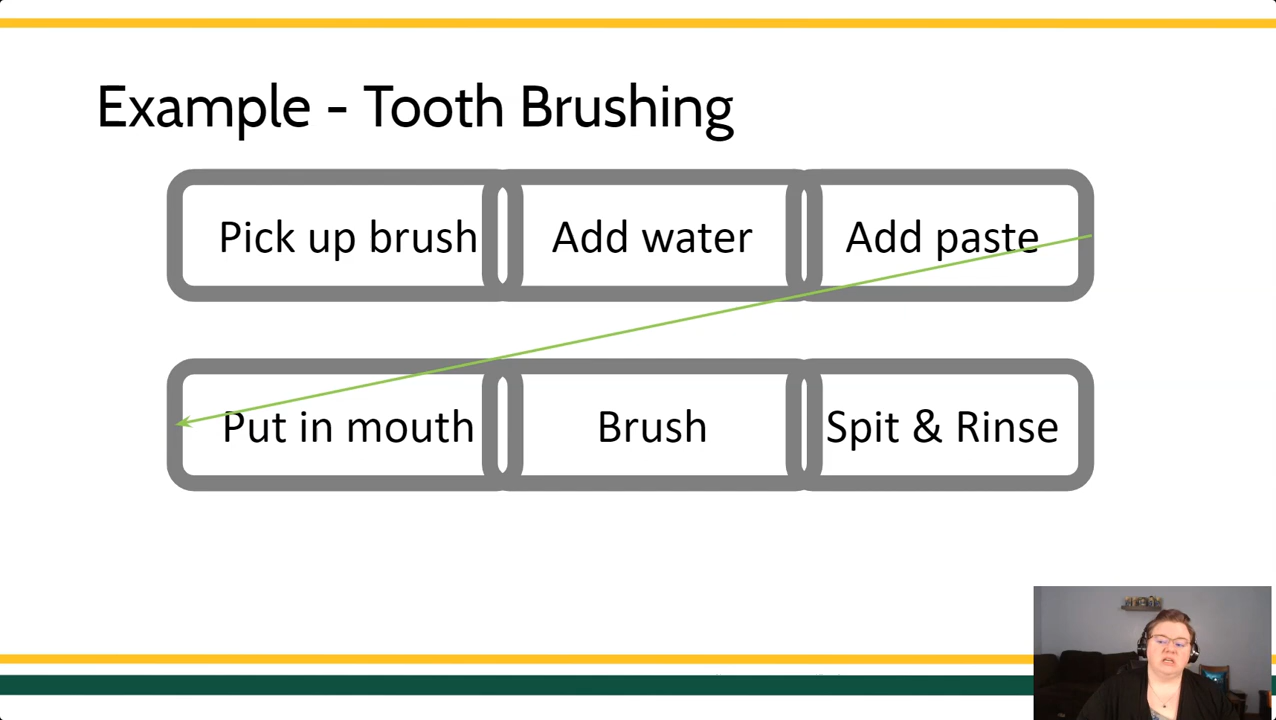 Example - Tooth Brushing
Pick up brush
Add water
Add paste
Put in mouth
Brush
Spit & Rinse